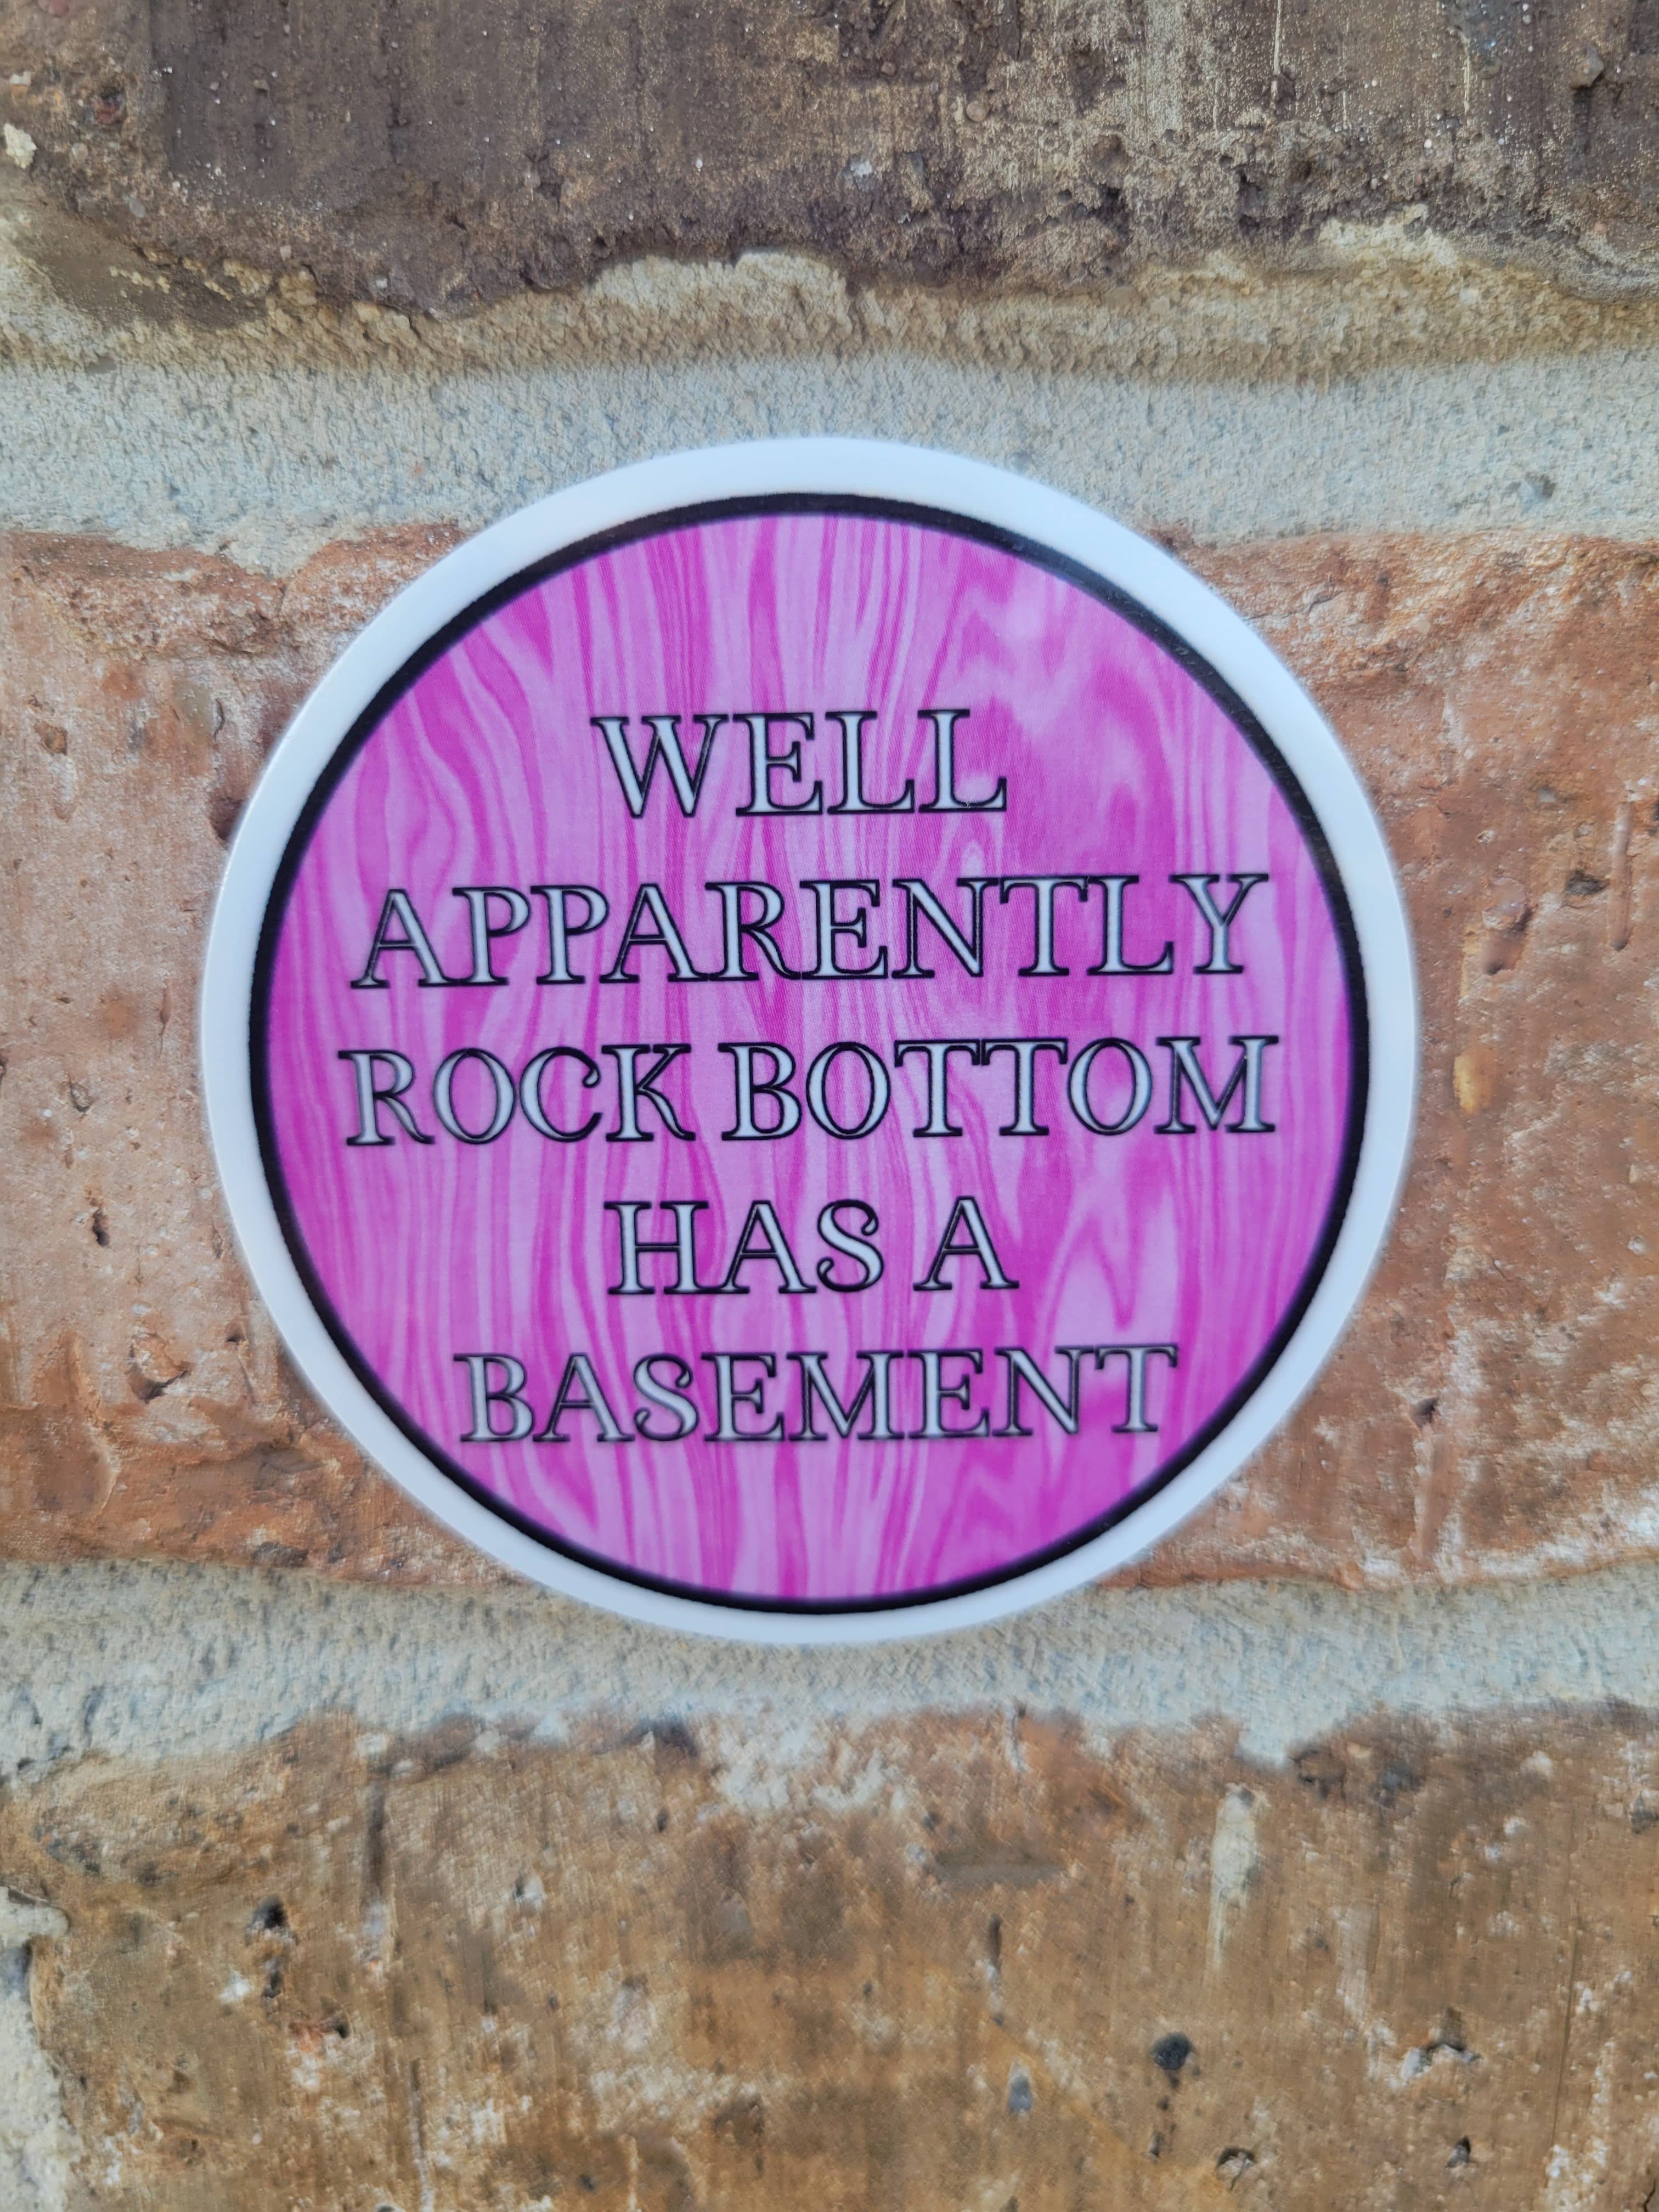 WELL
APPARENTLY
ROCK BOTTOM
HAS A
BASEMENT